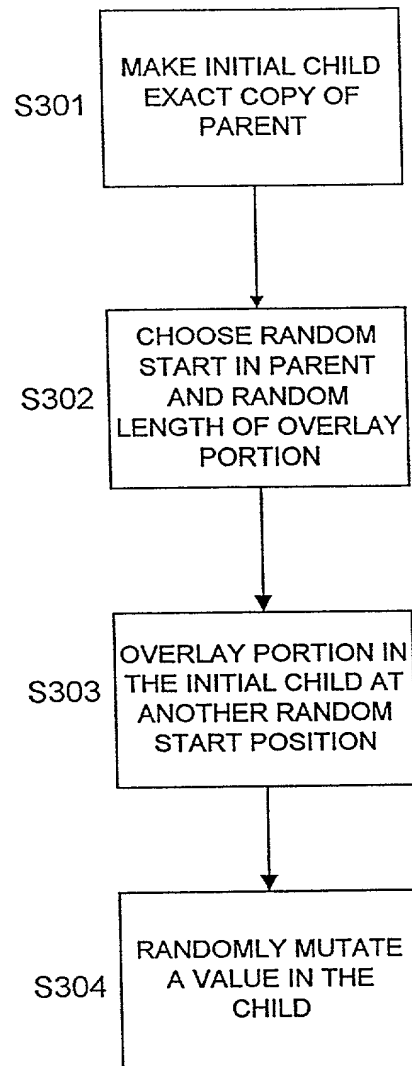 MAKE INITIAL CHILD
EXACT COPY OF
PARENT
S301
CHOOSE RANDOM
START IN PARENT
AND RANDOM
LENGTH OF OVERLAY
PORTION
S302
OVERLAY PORTION IN
THE INITIAL CHILD AT
ANOTHER RANDOM
START POSITION
S303
RANDOMLY MUTATE
A VALUE IN THE
CHILD
S304